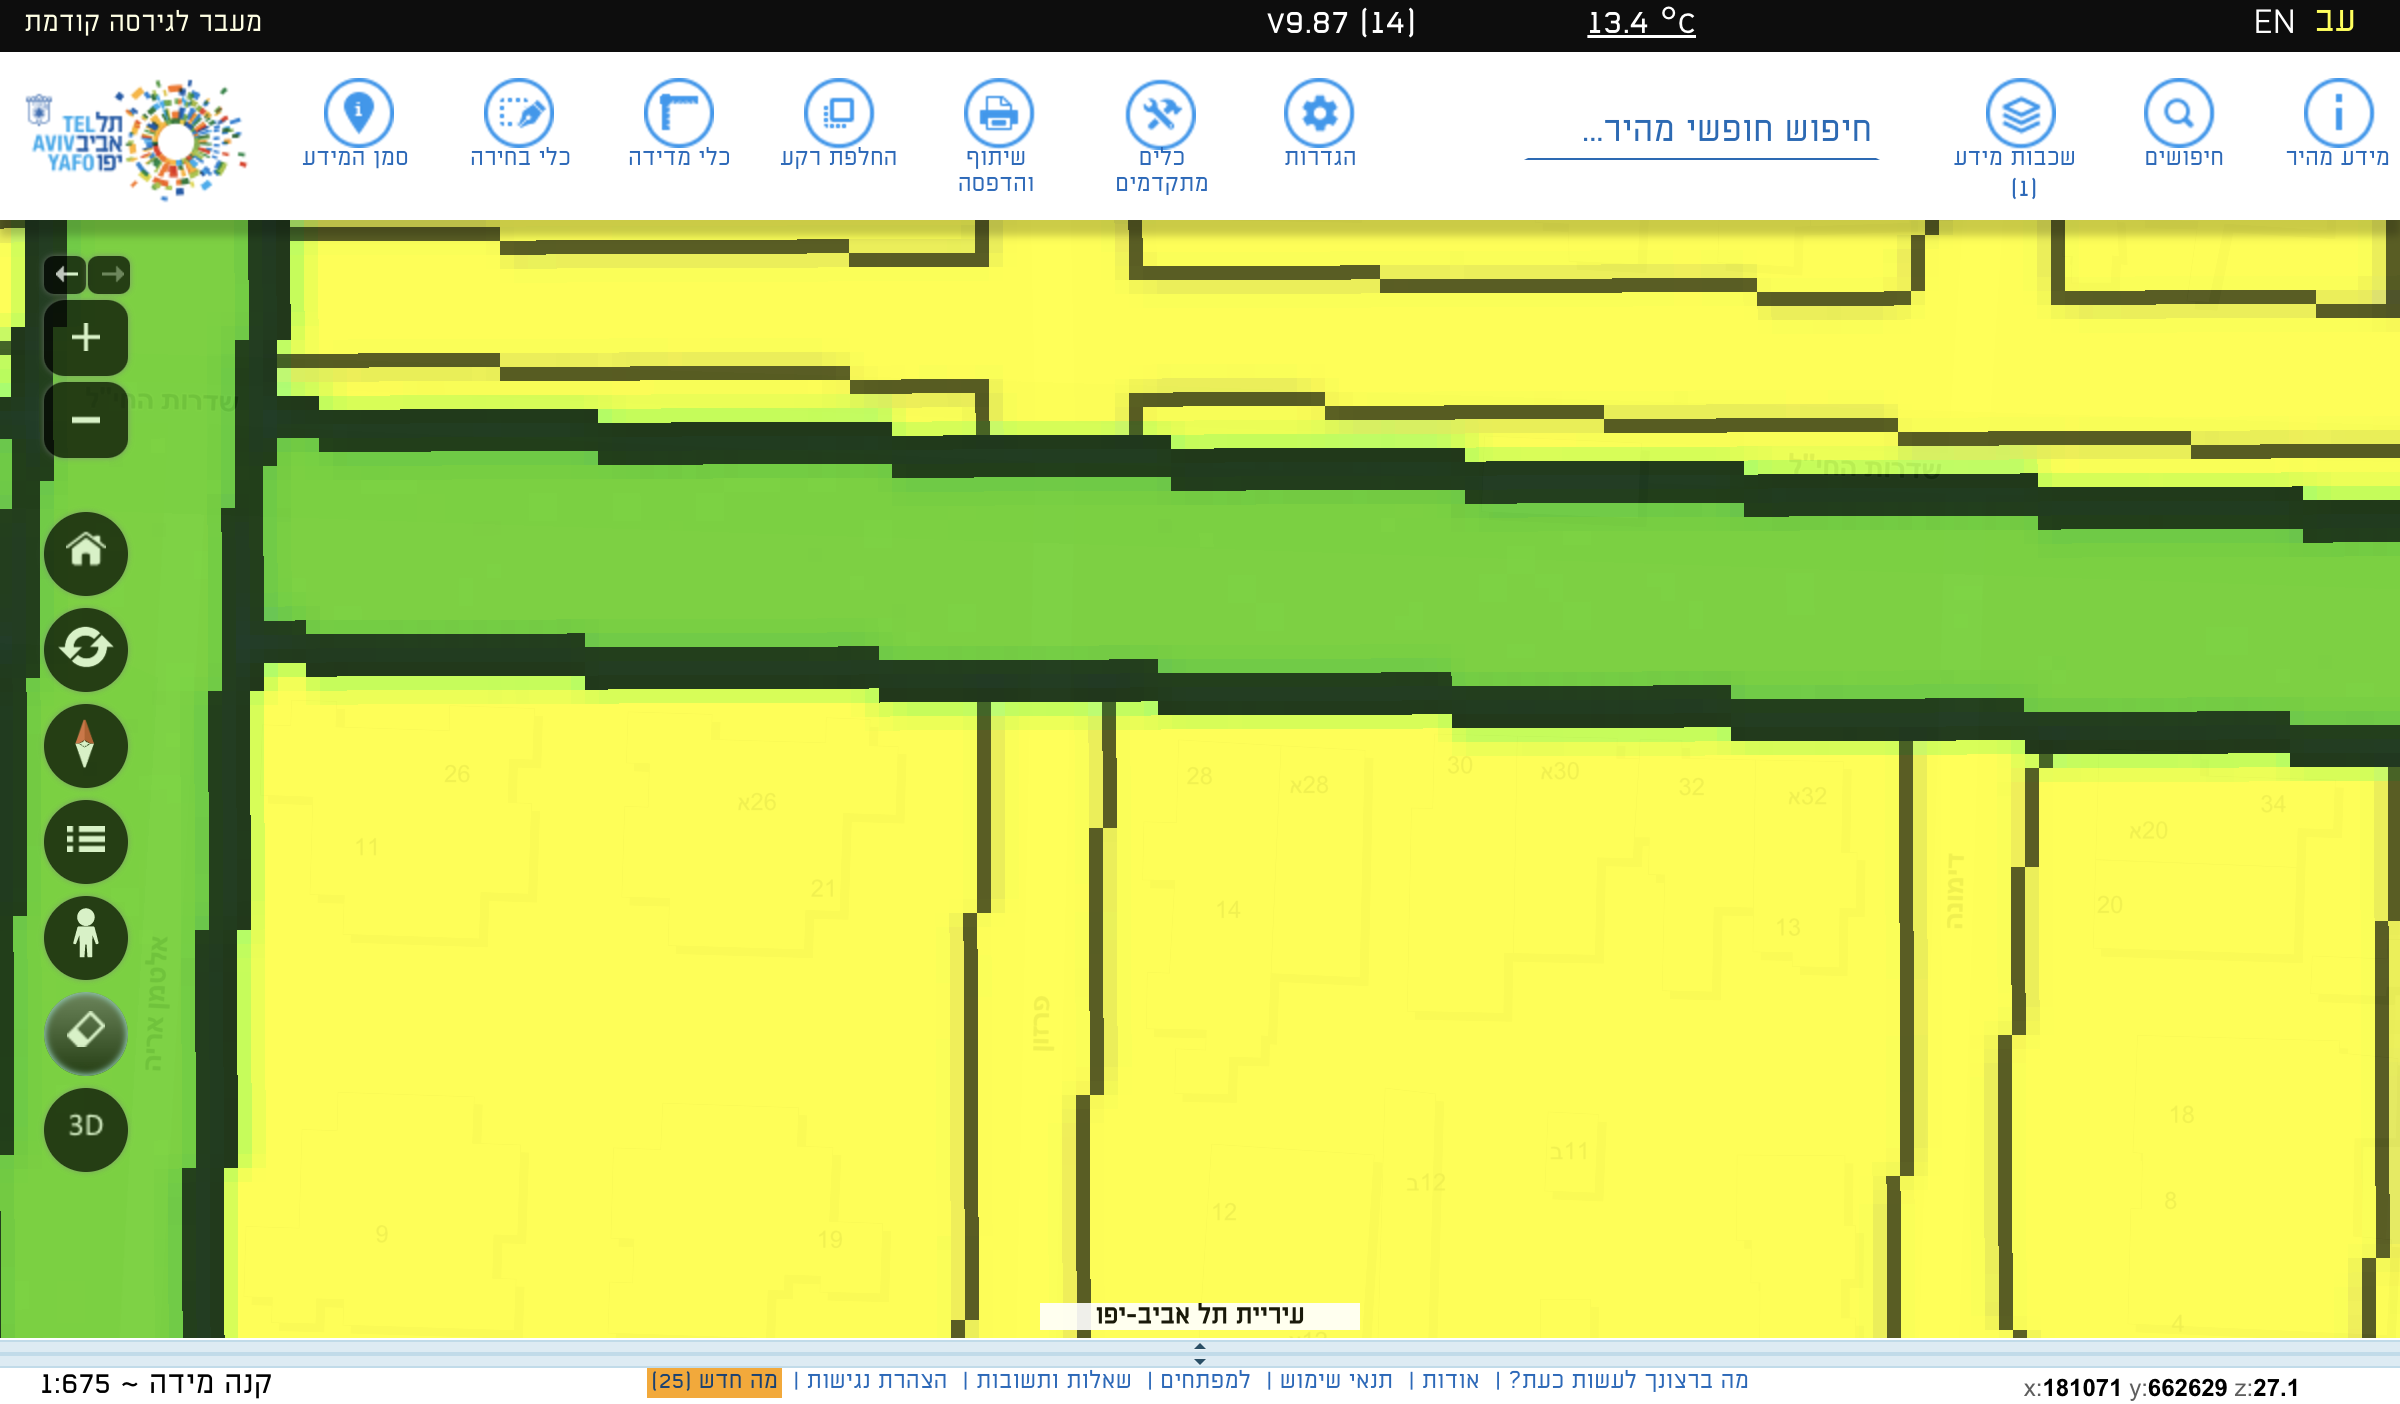 עב EN
13.4 °C
V9.87 (14)
מעבר לגירסה קודמת
מידע מהיר
חיפושים
שכבות מידע
(1)
חיפוש חופשי מהיר...
הגדרות
כלים
מתקדמים
שיתוף
והדפסה
החלפת רקע
כלי מדידה
כלי בחירה
סמן המידע
תל אביב יפו
TEL AVIV YAFO
שדרות החי"ל
שדרות החי"ל
26
26א
28
28א
30
30א
32
32א
34
20א
11
21
14
13
20
דימונה
פרזון
אלטמן אריה
18
8
4
11ב
12ב
12
9
19
3D
עיריית תל אביב-יפו
מה ברצונך לעשות כעת? | אודות | תנאי שימוש | למפתחים | שאלות ותשובות | הצהרת נגישות | מה חדש (25)
קנה מידה ~ 1:675
x:181071 y:662629 z:27.1